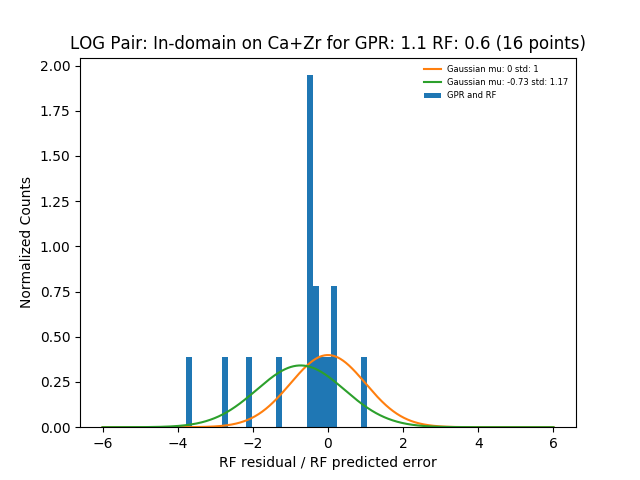 LOG Pair: In-domain on Ca+Zr for GPR: 1.1 RF: 0.6 (16 points)
2.00
1.75
1.50
1.25
1.00
0.75
0.50
0.25
0.00
Normalized Counts
Gaussian mu: 0 std: 1
Gaussian mu: -0.73 std: 1.17
GPR and RF
−6
−4
−2
0
2
4
6
RF residual / RF predicted error